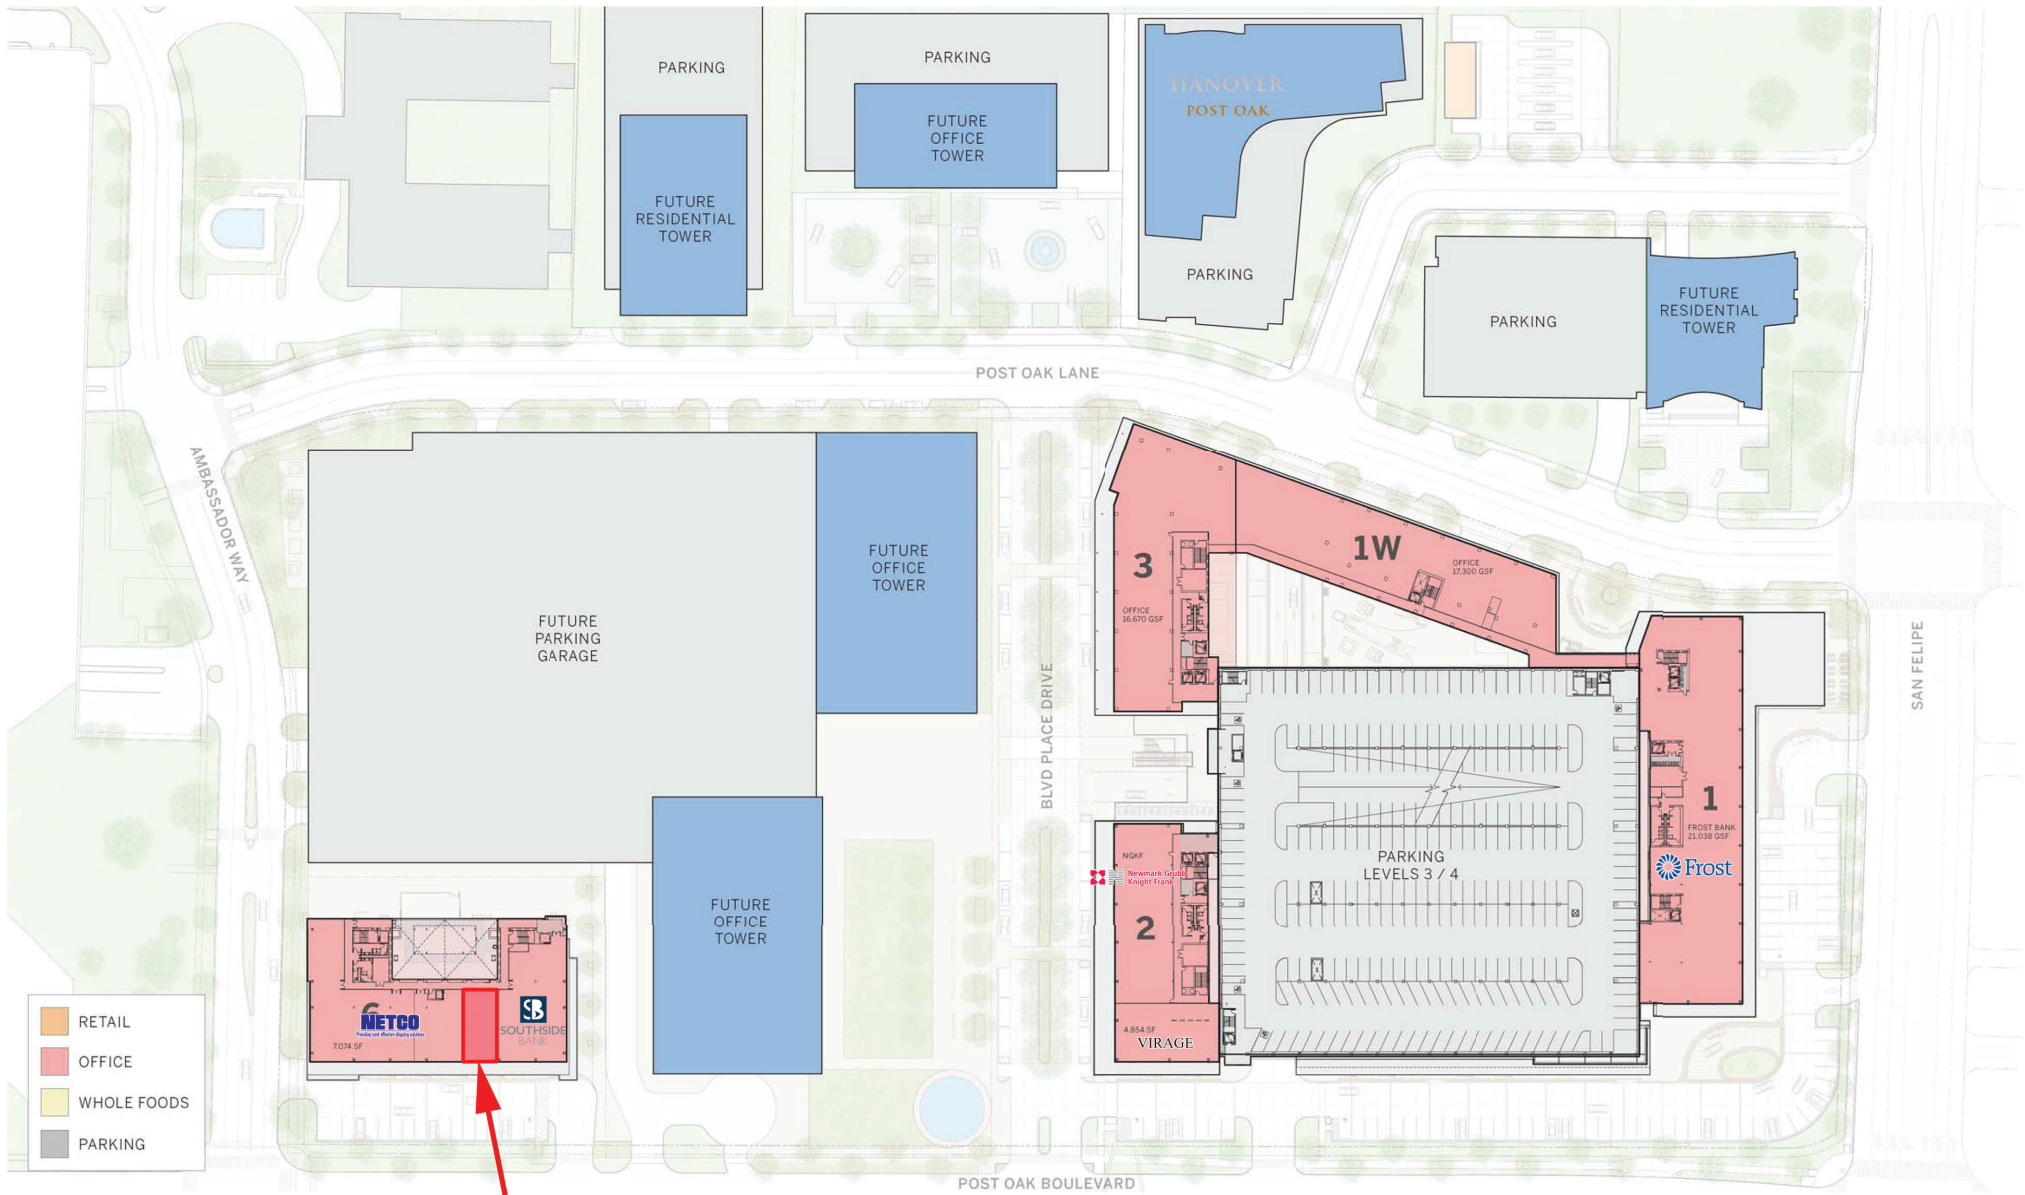 PARKING
FUTURE
RESIDENTIAL
TOWER
PARKING
FUTURE
OFFICE
TOWER
HANOVER
POST OAK
PARKING
PARKING
FUTURE
RESIDENTIAL
TOWER
POST OAK LANE
AMBASSADOR WAY
FUTURE
PARKING
GARAGE
FUTURE
OFFICE
TOWER
BLVD PLACE DRIVE
3
OFFICE
16,670 GSF
1W
OFFICE
17,300 GSF
SAN FELIPE
1
FROST BANK
21,038 GSF
Frost
PARKING
LEVELS 3 / 4
NGKF
Newmark Grubb
Knight Frank
2
4,854 SF
VIRAGE
FUTURE
OFFICE
TOWER
NETCO
7,074 SF
SB
SOUTHSIDE
BANK
RETAIL
OFFICE
WHOLE FOODS
PARKING
POST OAK BOULEVARD